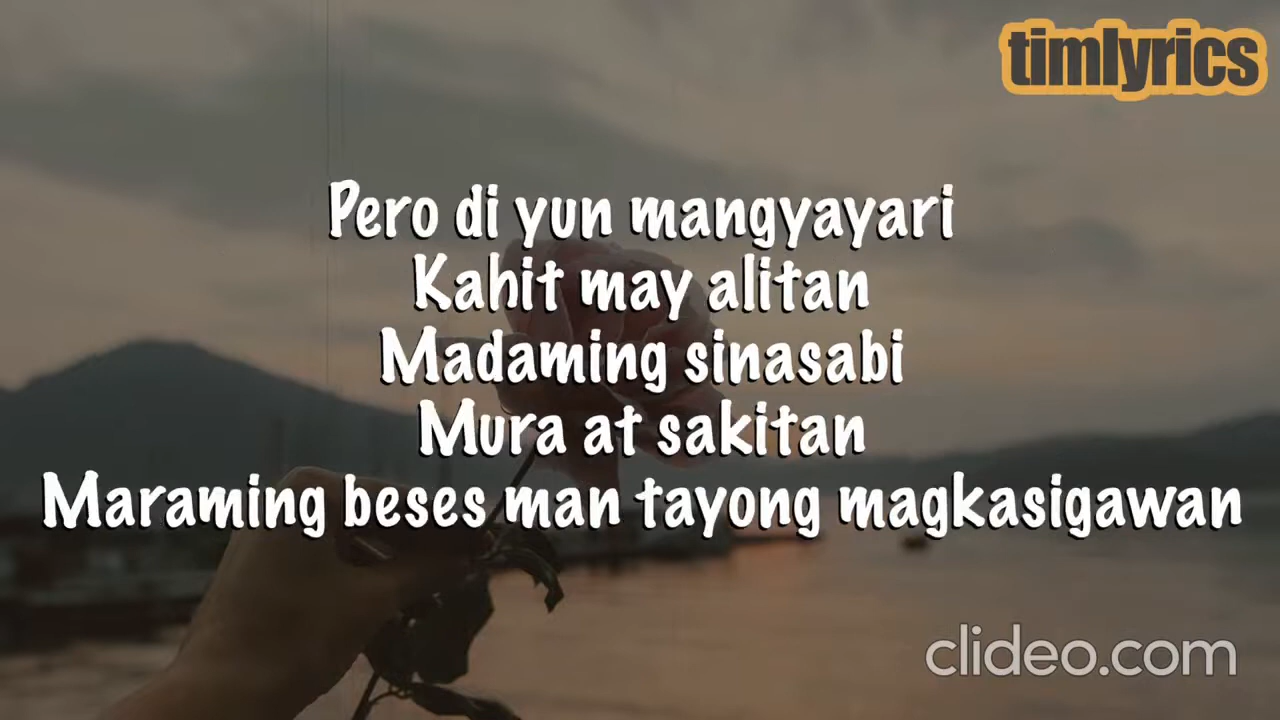 timlyrics
Pero di yun mangyayari
Kahit may alitan
Madaming sinasabi
Mura at sakitan
Maraming beses man tayong magkasigawan
clideo.com